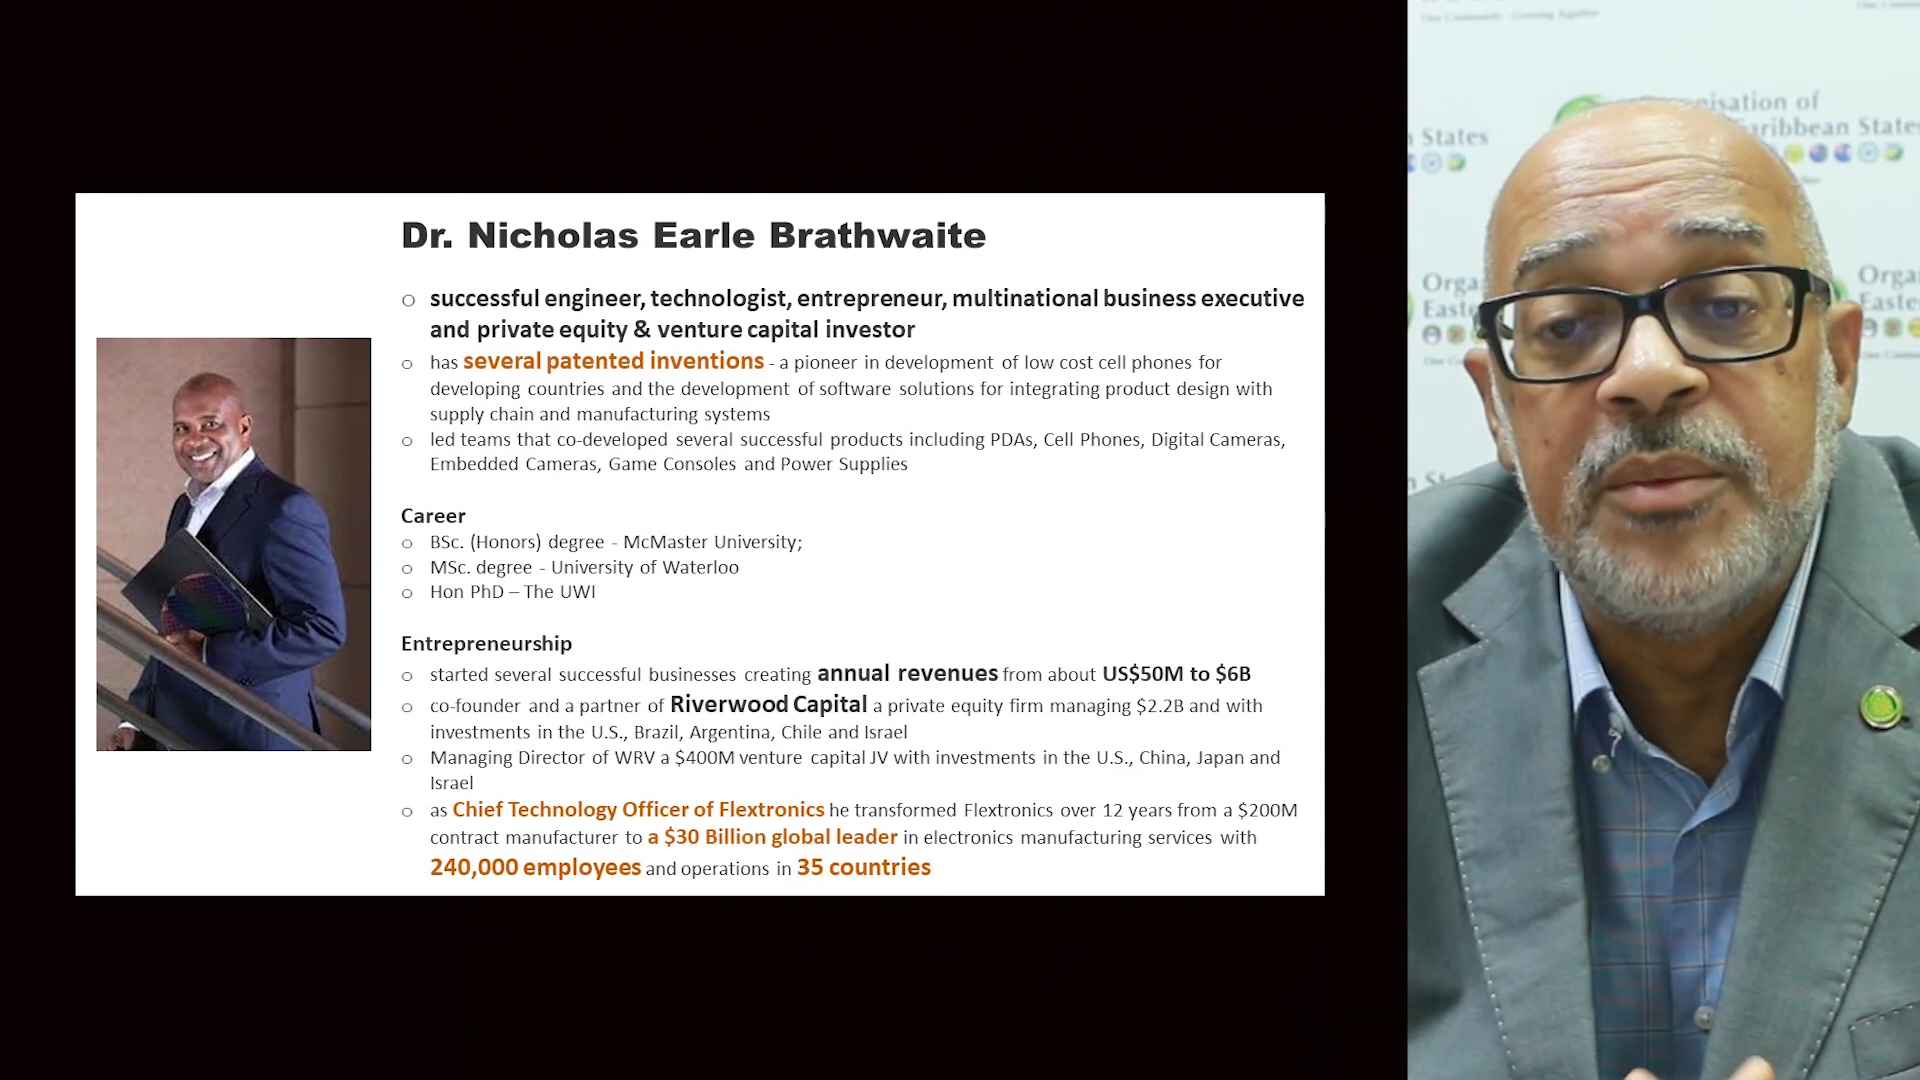 Dr. Nicholas Earle Brathwaite
○ successful engineer, technologist, entrepreneur, multinational business executive
and private equity & venture capital investor
○ has several patented inventions - a pioneer in development of low cost cell phones for
developing countries and the development of software solutions for integrating product design with
supply chain and manufacturing systems
○ led teams that co-developed several successful products including PDAs, Cell Phones, Digital Cameras,
Embedded Cameras, Game Consoles and Power Supplies
Career
○ BSc. (Honors) degree - McMaster University;
○ MSc. degree - University of Waterloo
○ Hon PhD – The UWI
Entrepreneurship
○ started several successful businesses creating annual revenues from about US$50M to $6B
○ co-founder and a partner of Riverwood Capital a private equity firm managing $2.2B and with
investments in the U.S., Brazil, Argentina, Chile and Israel
○ Managing Director of WRV a $400M venture capital JV with investments in the U.S., China, Japan and
Israel
○ as Chief Technology Officer of Flextronics he transformed Flextronics over 12 years from a $200M
contract manufacturer to a $30 Billion global leader in electronics manufacturing services with
240,000 employees and operations in 35 countries
States
of